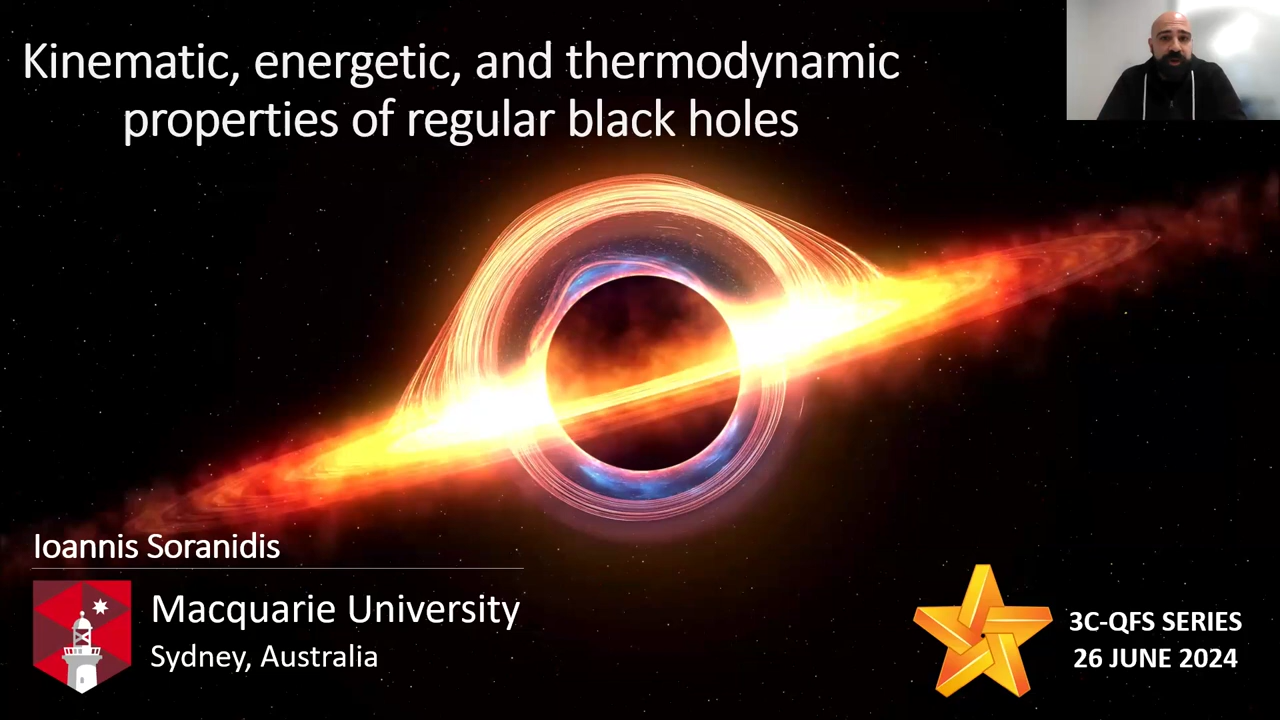 Kinematic, energetic, and thermodynamic
properties of regular black holes
Ioannis Soranidis
Macquarie University
Sydney, Australia
3C-QFS SERIES
26 JUNE 2024